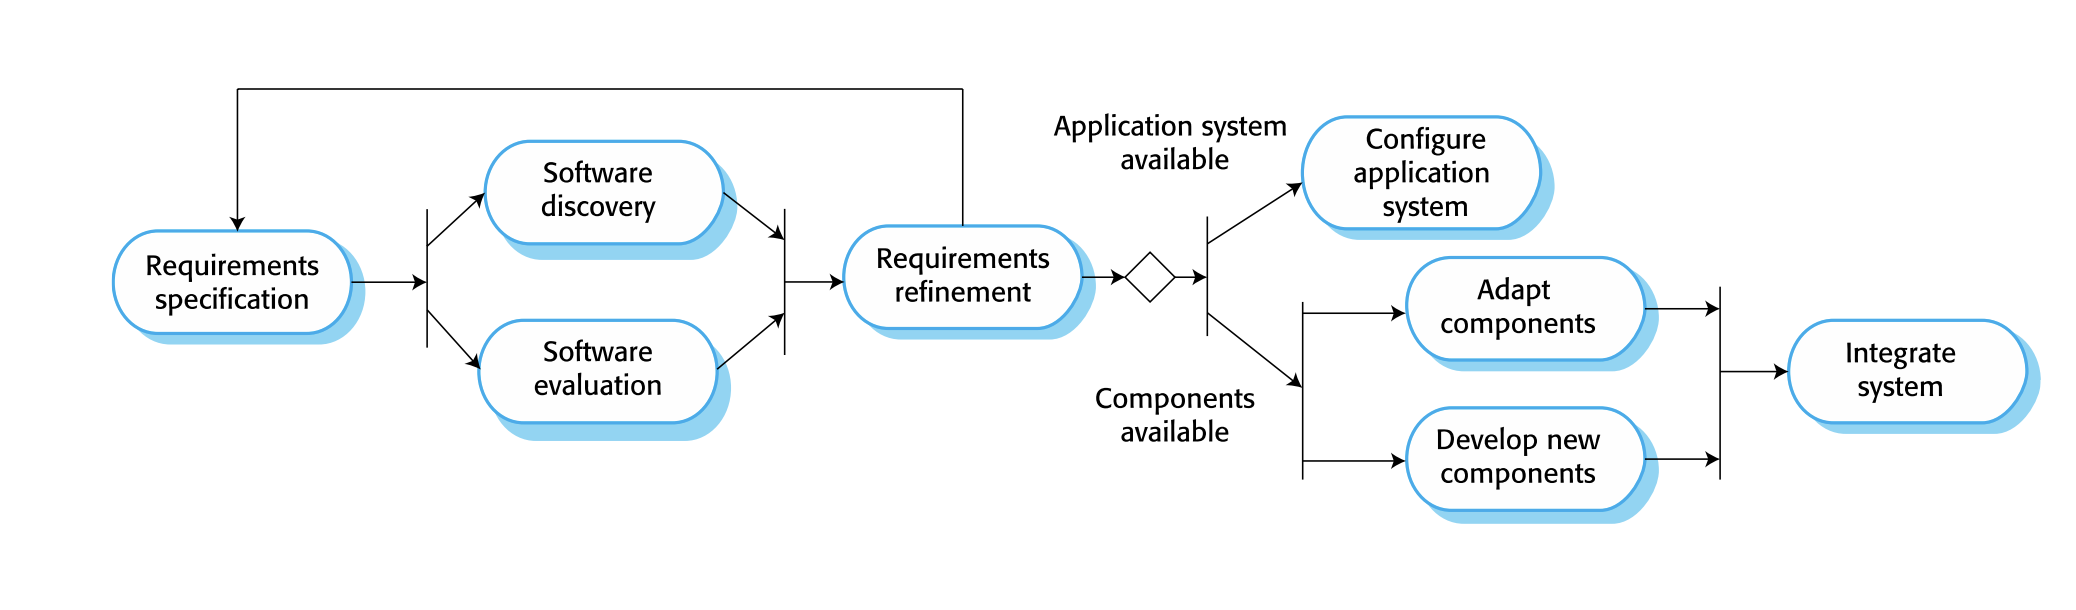 Requirements
specification
Software
discovery
Software
evaluation
Requirements
refinement
Application system
available
Components
available
Configure
application
system
Adapt
components
Develop new
components
Integrate
system